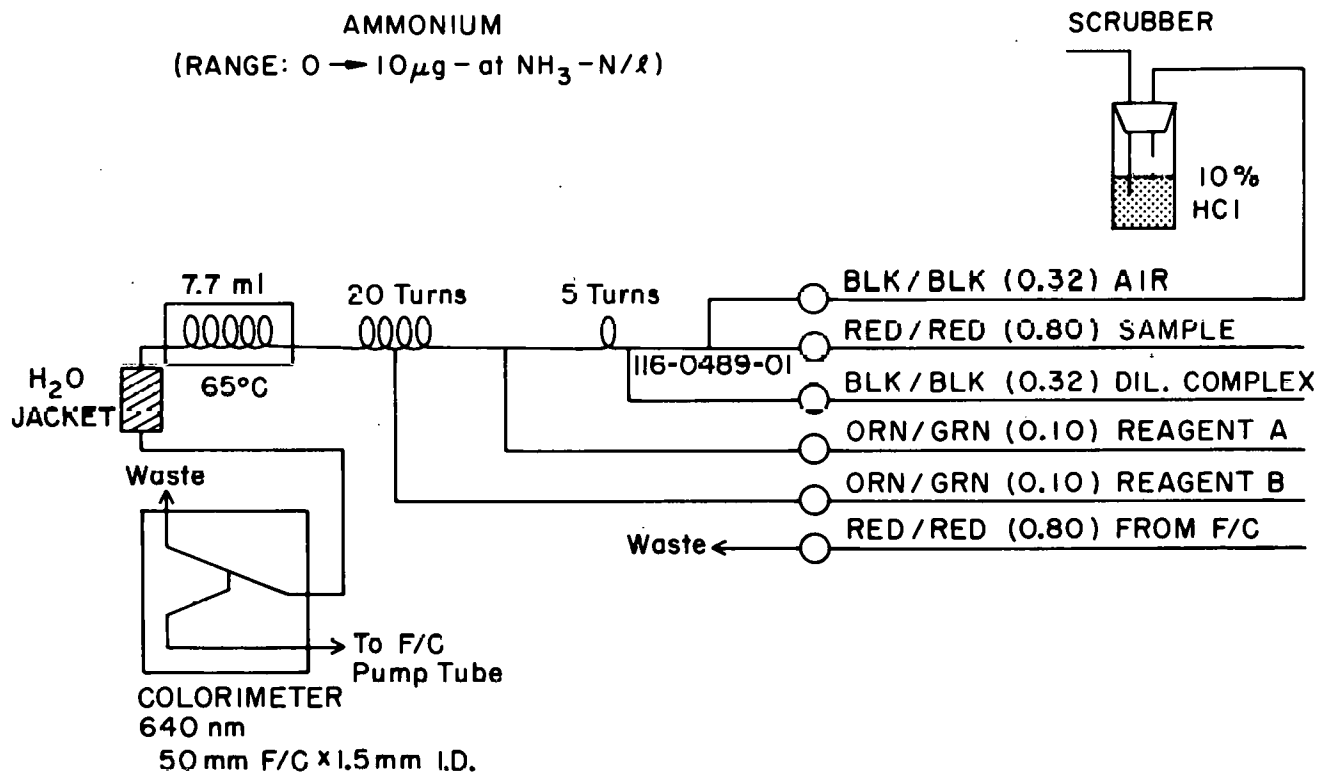 AMMONIUM
(RANGE: 0 → 10µg-at NH₃-N/ℓ)
SCRUBBER
10%
HCl
7.7 ml
20 Turns
5 Turns
65°C
116-0489-01
H₂O
JACKET
BLK/BLK (0.32) AIR
RED/RED (0.80) SAMPLE
BLK/BLK (0.32) DIL. COMPLEX
ORN/GRN (0.10) REAGENT A
ORN/GRN (0.10) REAGENT B
RED/RED (0.80) FROM F/C
Waste
Waste
To F/C
Pump Tube
COLORIMETER
640 nm
50 mm F/C × 1.5 mm I.D.